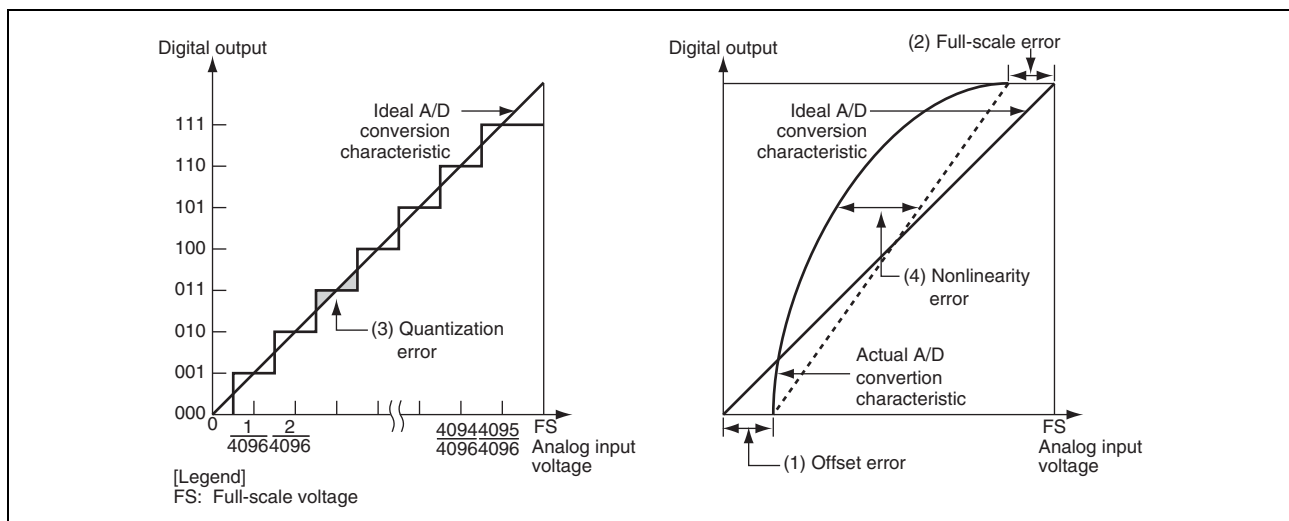 Digital output
Ideal A/D
conversion
characteristic
111
110
101
100
011
010
001
000
(3) Quantization
error
0
1
4096
2
4096
4094
4096
4095
4096
FS
Analog input
voltage
[Legend]
FS: Full-scale voltage
Digital output
(2) Full-scale error
Ideal A/D
conversion
characteristic
(4) Nonlinearity
error
Actual A/D
convertion
characteristic
FS
Analog input
voltage
(1) Offset error